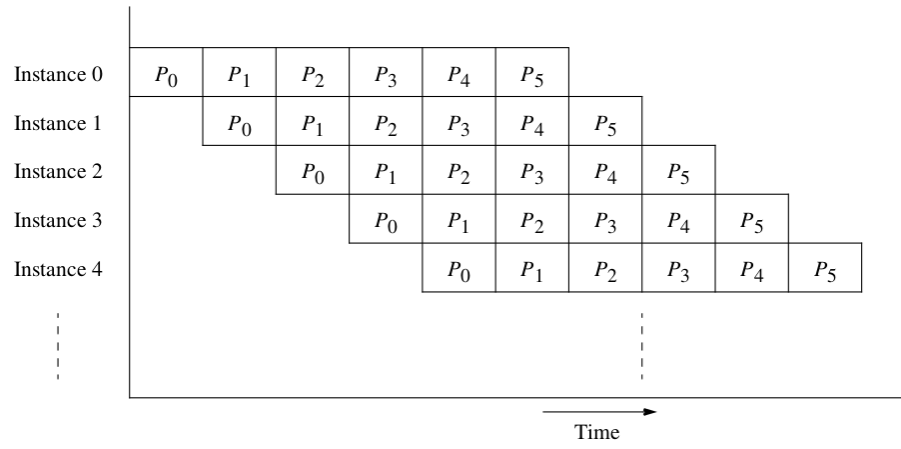 Instance 0 P0 P1 P2 P3 P4 P5
Instance 1 P0 P1 P2 P3 P4 P5
Instance 2 P0 P1 P2 P3 P4 P5
Instance 3 P0 P1 P2 P3 P4 P5
Instance 4 P0 P1 P2 P3 P4 P5
Time